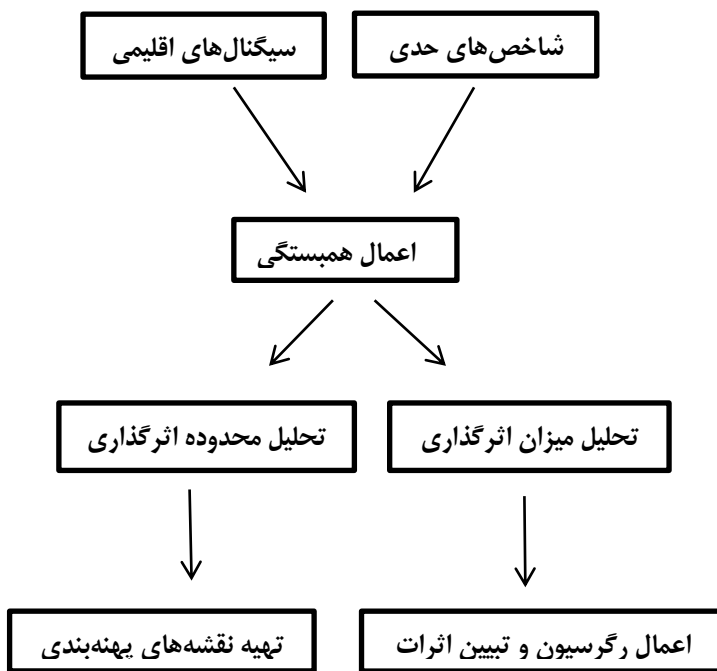 شاخص‌های حدی
سیگنال‌های اقلیمی
اعمال همبستگی
تحلیل میزان اثرگذاری
تحلیل محدوده اثرگذاری
اعمال رگرسیون و تبیین اثرات
تهیه نقشه‌های پهنه‌بندی